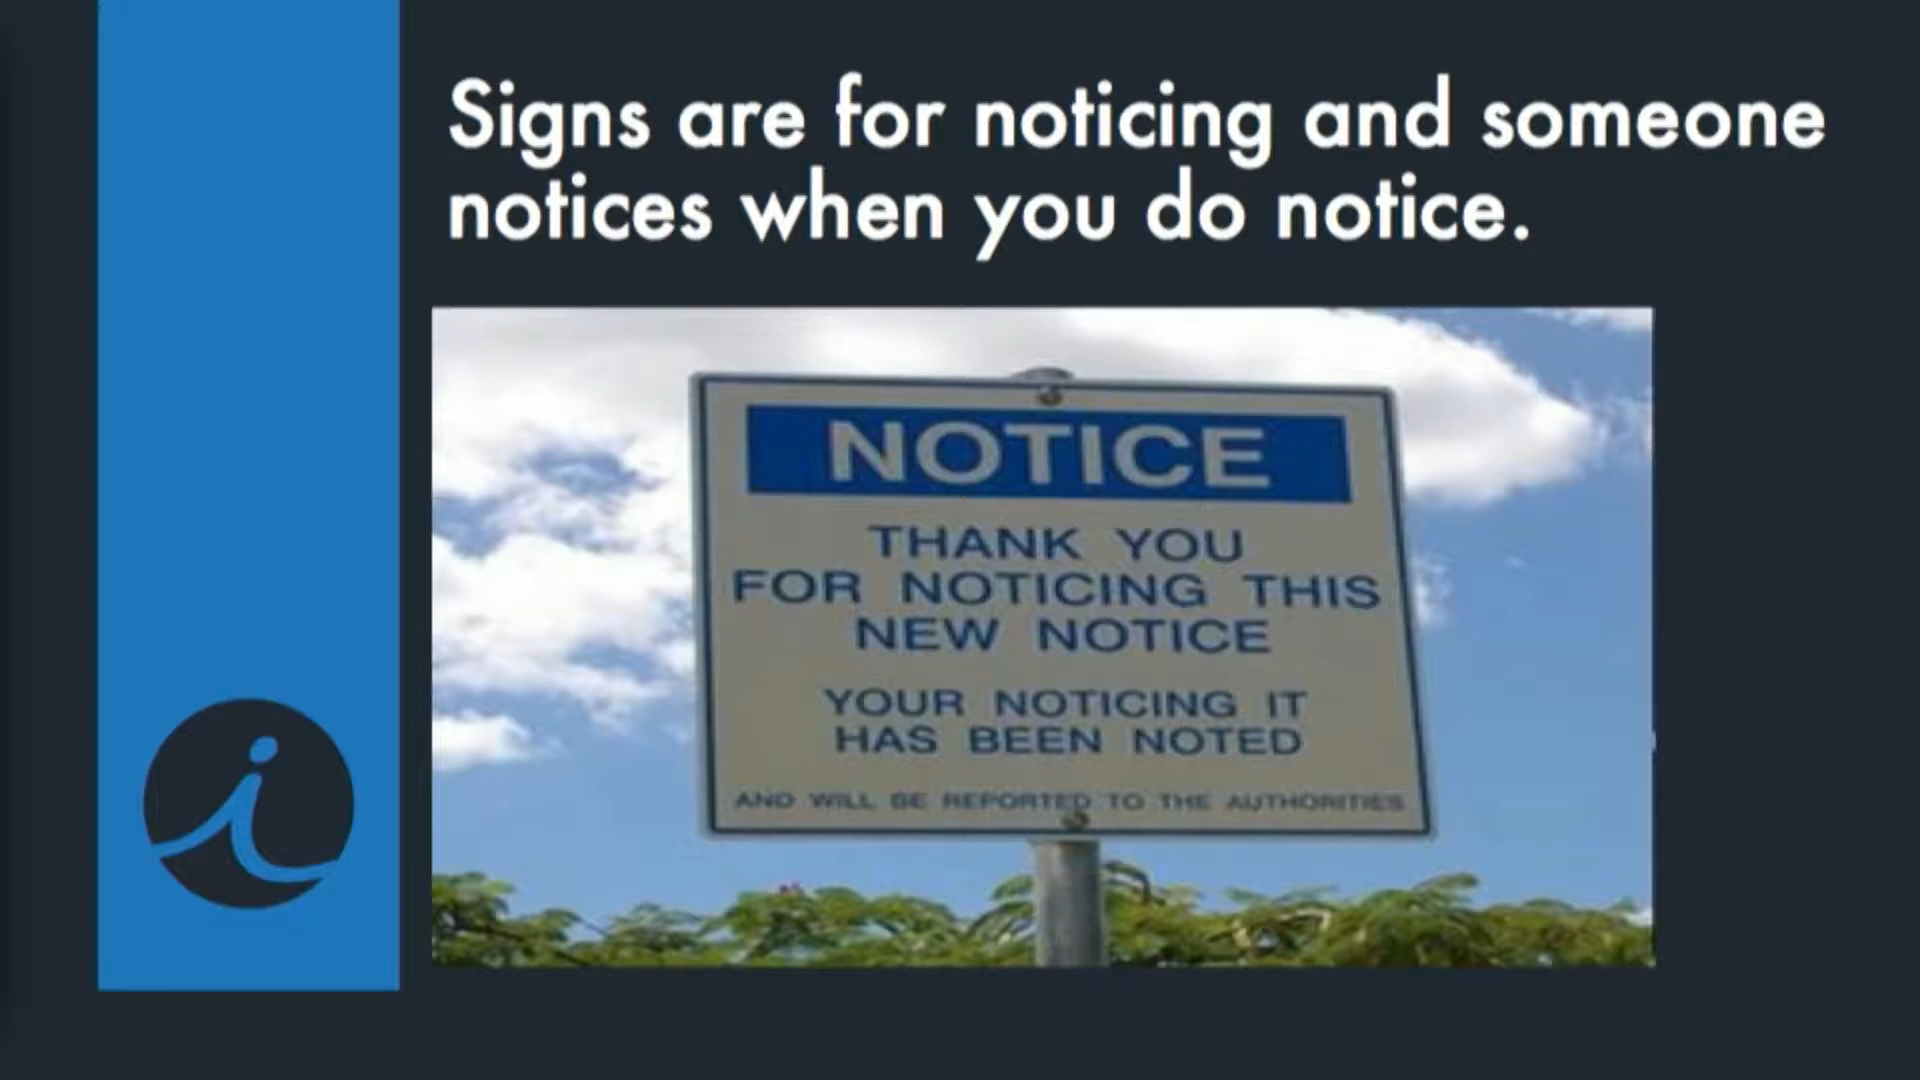 Signs are for noticing and someone
notices when you do notice.
NOTICE
THANK YOU
FOR NOTICING THIS
NEW NOTICE
YOUR NOTICING IT
HAS BEEN NOTED
AND WILL BE REPORTED TO THE AUTHORITIES